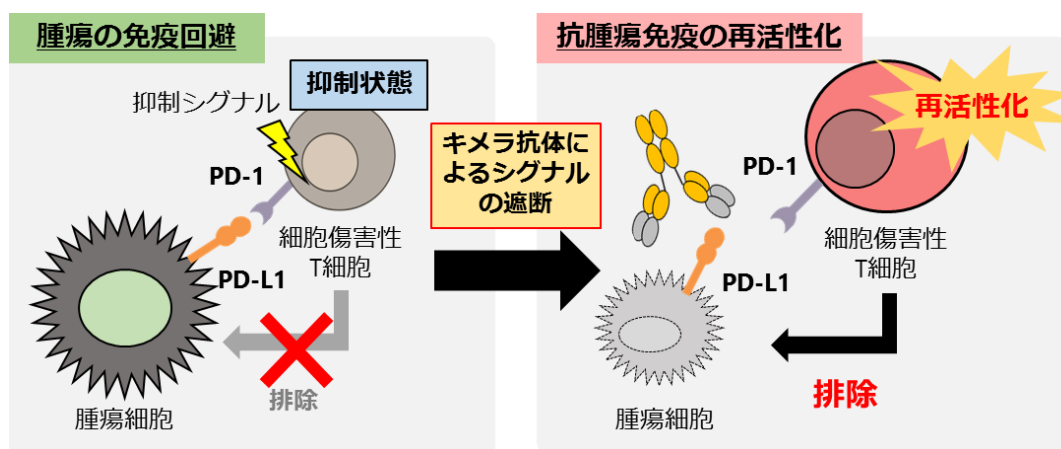 腫瘍の免疫回避
抑制状態
抑制シグナル
PD-1
細胞傷害性
T細胞
PD-L1
排除
腫瘍細胞
キメラ抗体に
よるシグナル
の遮断
抗腫瘍免疫の再活性化
再活性化
PD-1
細胞傷害性
T細胞
PD-L1
排除
腫瘍細胞